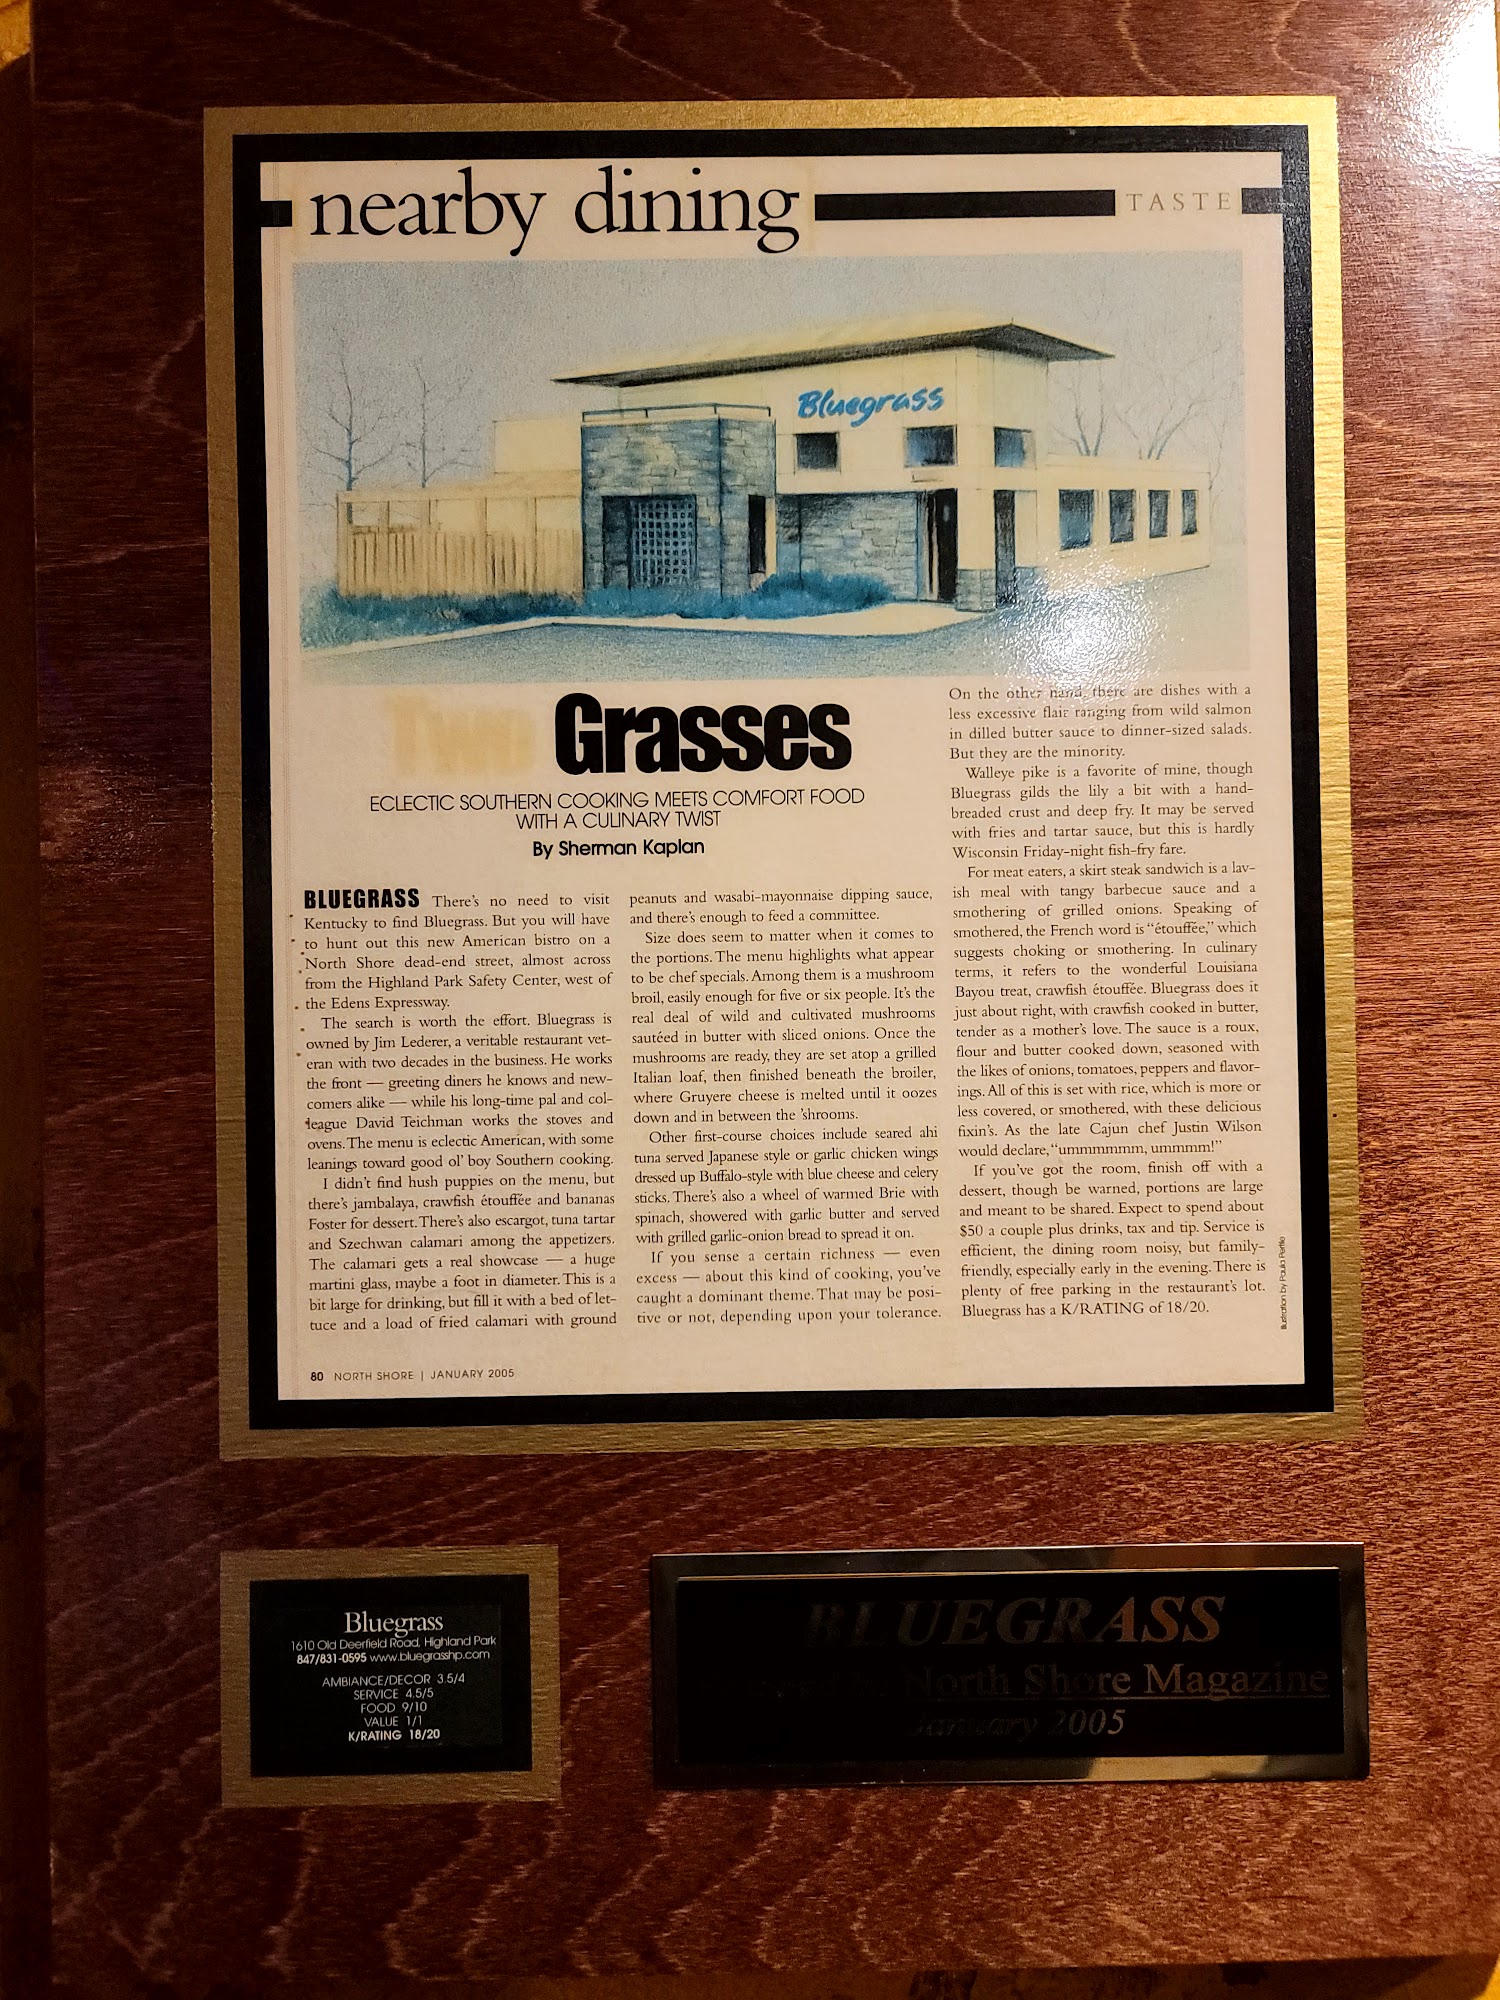 nearby dining
TASTE
Bluegrass
Two Grasses
ECLECTIC SOUTHERN COOKING MEETS COMFORT FOOD
WITH A CULINARY TWIST
By Sherman Kaplan
BLUEGRASS There's no need to visit
Kentucky to find Bluegrass. But you will have
to hunt out this new American bistro on a
North Shore dead-end street, almost across
from the Highland Park Safety Center, west of
the Edens Expressway.
The search is worth the effort. Bluegrass is
owned by Jim Lederer, a veritable restaurant vet-
eran with two decades in the business. He works
the front — greeting diners he knows and new-
comers alike — while his long-time pal and col-
league David Teichman works the stoves and
ovens. The menu is eclectic American, with some
leanings toward good ol' boy Southern cooking.
I didn't find hush puppies on the menu, but
there's jambalaya, crawfish étouffée and bananas
Foster for dessert. There's also escargot, tuna tartar
and Szechwan calamari among the appetizers.
The calamari gets a real showcase — a huge
martini glass, maybe a foot in diameter. This is a
bit large for drinking, but fill it with a bed of let-
tuce and a load of fried calamari with ground
peanuts and wasabi-mayonnaise dipping sauce,
and there's enough to feed a committee.
Size does seem to matter when it comes to
the portions. The menu highlights what appear
to be chef specials. Among them is a mushroom
broil, easily enough for five or six people. It's the
real deal of wild and cultivated mushrooms
sautéed in butter with sliced onions. Once the
mushrooms are ready, they are set atop a grilled
Italian loaf, then finished beneath the broiler,
where Gruyere cheese is melted until it oozes
down and in between the 'shrooms.
Other first-course choices include seared ahi
tuna served Japanese style or garlic chicken wings
dressed up Buffalo-style with blue cheese and celery
sticks. There's also a wheel of warmed Brie with
spinach, showered with garlic butter and served
with grilled garlic-onion bread to spread it on.
If you sense a certain richness — even
excess — about this kind of cooking, you've
caught a dominant theme. That may be posi-
tive or not, depending upon your tolerance.
On the other hand, there are dishes with a
less excessive flair ranging from wild salmon
in dilled butter sauce to dinner-sized salads.
But they are the minority.
Walleye pike is a favorite of mine, though
Bluegrass gilds the lily a bit with a hand-
breaded crust and deep fry. It may be served
with fries and tartar sauce, but this is hardly
Wisconsin Friday-night fish-fry fare.
For meat eaters, a skirt steak sandwich is a lav-
ish meal with tangy barbecue sauce and a
smothering of grilled onions. Speaking of
smothered, the French word is "étouffée," which
suggests choking or smothering. In culinary
terms, it refers to the wonderful Louisiana
Bayou treat, crawfish étouffée. Bluegrass does it
just about right, with crawfish cooked in butter,
tender as a mother's love. The sauce is a roux,
flour and butter cooked down, seasoned with
the likes of onions, tomatoes, peppers and flavor-
ings. All of this is set with rice, which is more or
less covered, or smothered, with these delicious
fixin's. As the late Cajun chef Justin Wilson
would declare, "ummmmmm, ummm!"
If you've got the room, finish off with a
dessert, though be warned, portions are large
and meant to be shared. Expect to spend about
$50 a couple plus drinks, tax and tip. Service is
efficient, the dining room noisy, but family-
friendly, especially early in the evening. There is
plenty of free parking in the restaurant's lot.
Bluegrass has a K/RATING of 18/20.
80 NORTH SHORE | JANUARY 2005
Bluegrass
1610 Old Deerfield Road, Highland Park
847/831-0595 www.bluegrasshp.com
AMBIANCE/DECOR 3.5/4
SERVICE 4.5/5
FOOD 9/10
VALUE 1/1
K/RATING 18/20
BLUEGRASS
North Shore Magazine
January 2005